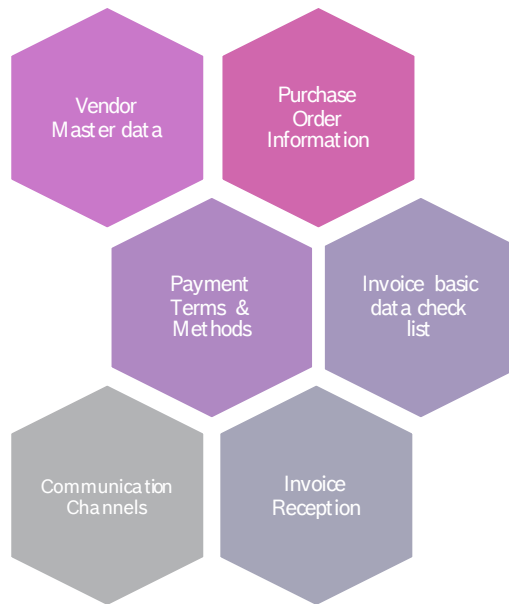 Vendor
Master data
Purchase
Order
Information
Payment
Terms &
Methods
Invoice basic
data check
list
Communication
Channels
Invoice
Reception